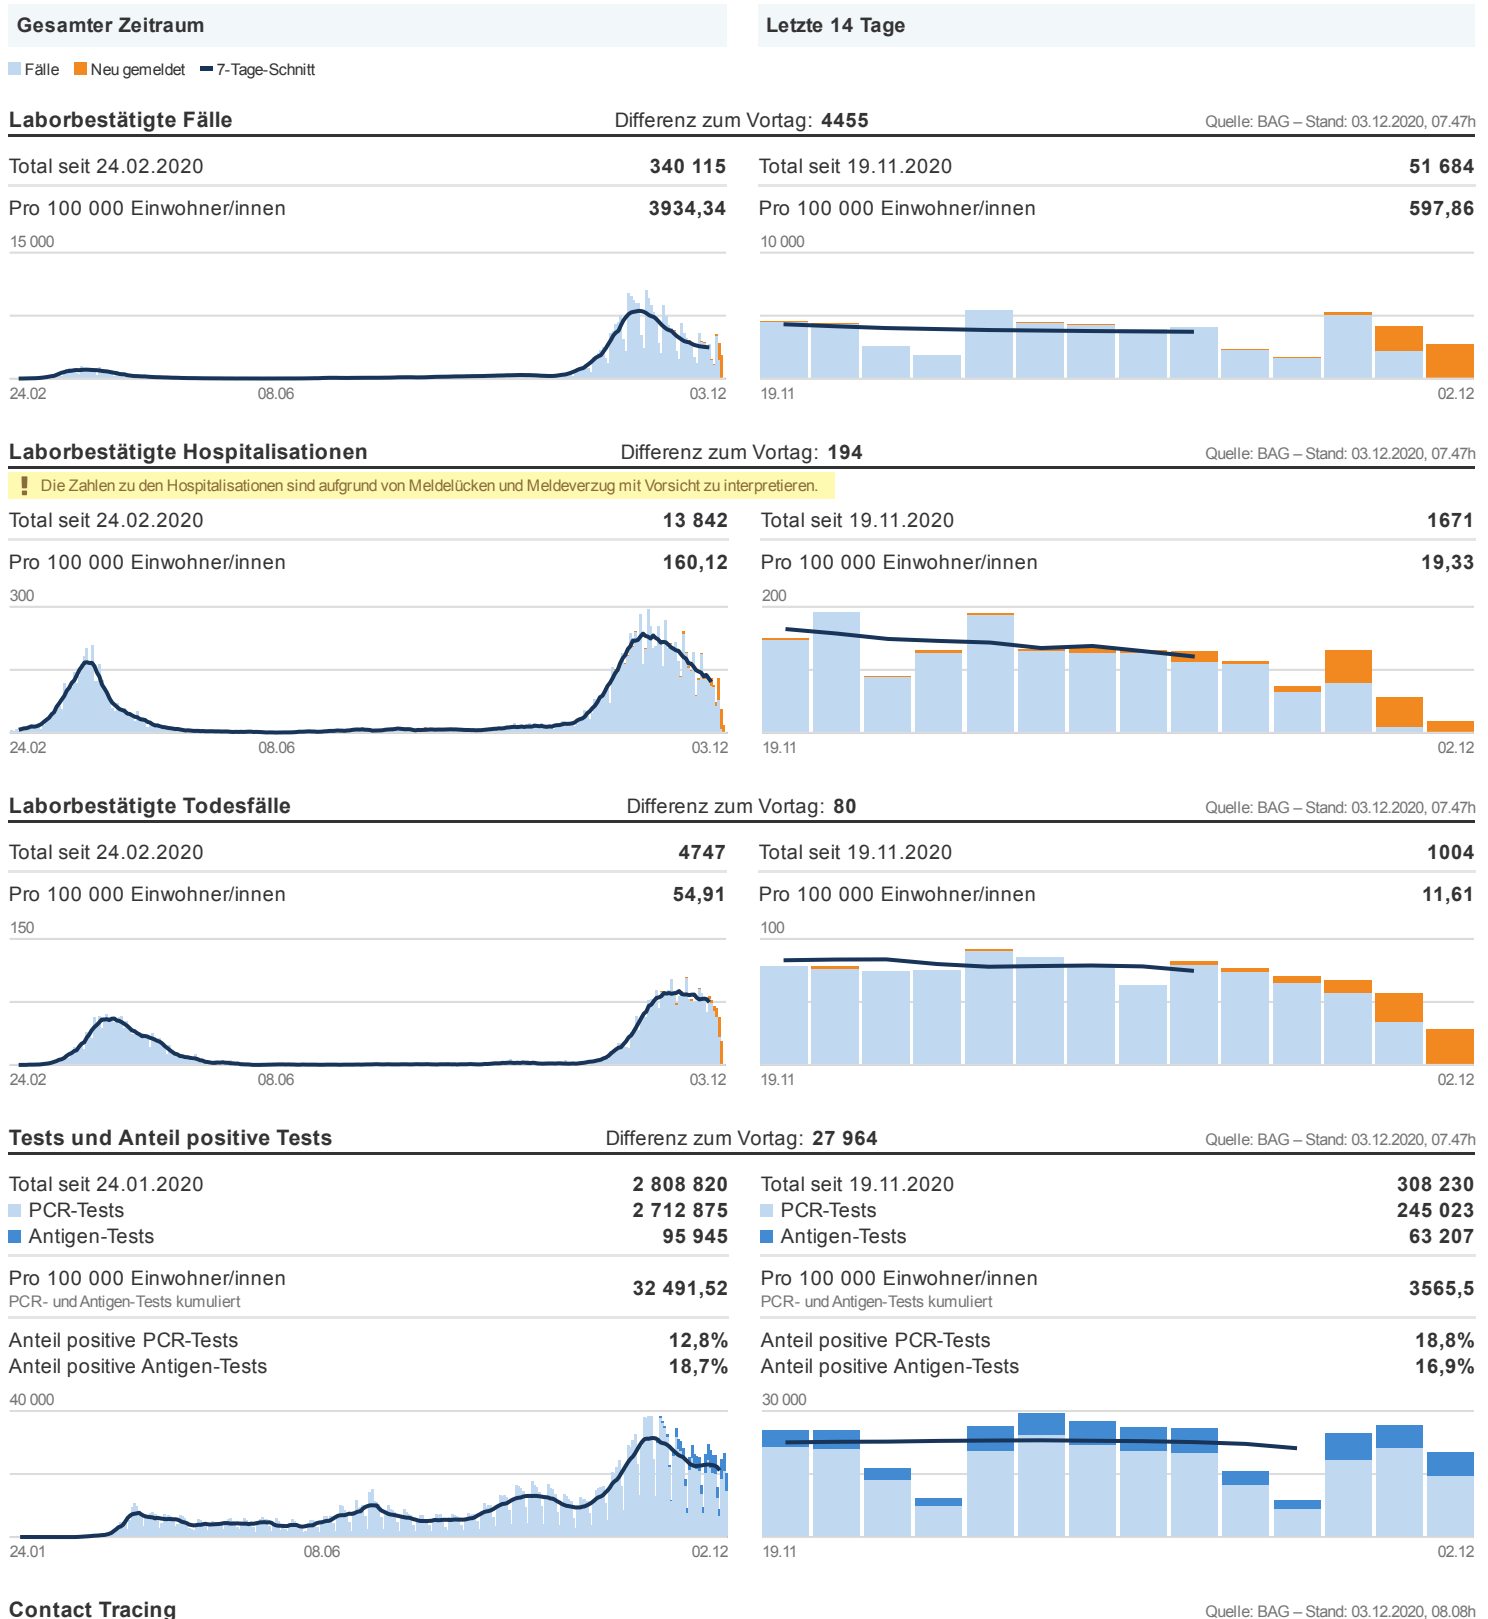 Gesamter Zeitraum
Letzte 14 Tage
Fälle Neu gemeldet 7-Tage-Schnitt
Laborbestätigte Fälle Differenz zum Vortag: 4455 Quelle: BAG – Stand: 03.12.2020, 07.47h
Total seit 24.02.2020 340 115
Total seit 19.11.2020 51 684
Pro 100 000 Einwohner/innen 3934,34
Pro 100 000 Einwohner/innen 597,86
15 000
10 000
24.02 08.06 03.12
19.11 02.12
Laborbestätigte Hospitalisationen Differenz zum Vortag: 194 Quelle: BAG – Stand: 03.12.2020, 07.47h
! Die Zahlen zu den Hospitalisationen sind aufgrund von Meldelücken und Meldeverzug mit Vorsicht zu interpretieren.
Total seit 24.02.2020 13 842
Total seit 19.11.2020 1671
Pro 100 000 Einwohner/innen 160,12
Pro 100 000 Einwohner/innen 19,33
300
200
24.02 08.06 03.12
19.11 02.12
Laborbestätigte Todesfälle Differenz zum Vortag: 80 Quelle: BAG – Stand: 03.12.2020, 07.47h
Total seit 24.02.2020 4747
Total seit 19.11.2020 1004
Pro 100 000 Einwohner/innen 54,91
Pro 100 000 Einwohner/innen 11,61
150
100
24.02 08.06 03.12
19.11 02.12
Tests und Anteil positive Tests Differenz zum Vortag: 27 964 Quelle: BAG – Stand: 03.12.2020, 07.47h
Total seit 24.01.2020 2 808 820
PCR-Tests 2 712 875
Antigen-Tests 95 945
Total seit 19.11.2020 308 230
PCR-Tests 245 023
Antigen-Tests 63 207
Pro 100 000 Einwohner/innen 32 491,52
PCR- und Antigen-Tests kumuliert
Pro 100 000 Einwohner/innen 3565,5
PCR- und Antigen-Tests kumuliert
Anteil positive PCR-Tests 12,8%
Anteil positive Antigen-Tests 18,7%
Anteil positive PCR-Tests 18,8%
Anteil positive Antigen-Tests 16,9%
40 000
30 000
24.01 08.06 02.12
19.11 02.12
Contact Tracing Quelle: BAG – Stand: 03.12.2020, 08.08h